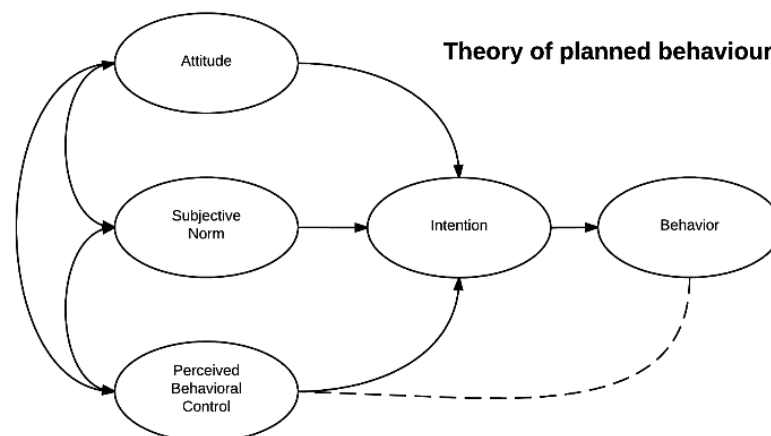 Theory of planned behaviour
Attitude
Subjective
Norm
Intention
Behavior
Perceived
Behavioral
Control